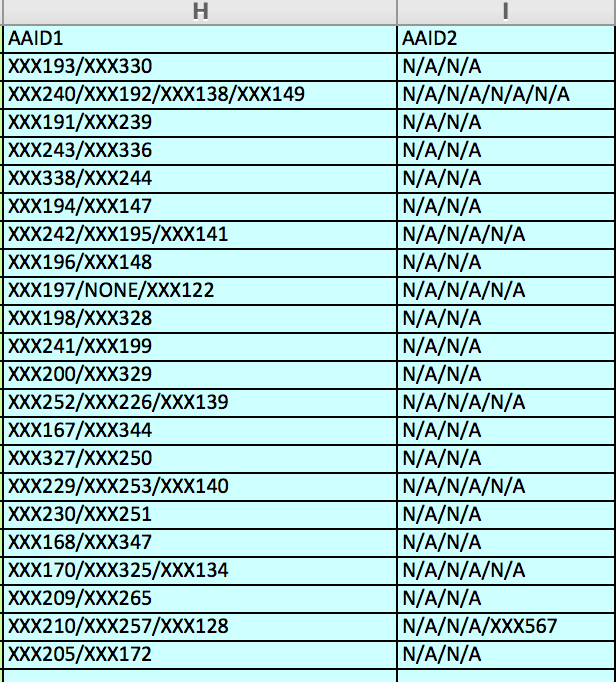 H I
AAID1 AAID2
XXX193/XXX330 N/A/N/A
XXX240/XXX192/XXX138/XXX149 N/A/N/A/N/A/N/A
XXX191/XXX239 N/A/N/A
XXX243/XXX336 N/A/N/A
XXX338/XXX244 N/A/N/A
XXX194/XXX147 N/A/N/A
XXX242/XXX195/XXX141 N/A/N/A/N/A
XXX196/XXX148 N/A/N/A
XXX197/NONE/XXX122 N/A/N/A/N/A
XXX198/XXX328 N/A/N/A
XXX241/XXX199 N/A/N/A
XXX200/XXX329 N/A/N/A
XXX252/XXX226/XXX139 N/A/N/A/N/A
XXX167/XXX344 N/A/N/A
XXX327/XXX250 N/A/N/A
XXX229/XXX253/XXX140 N/A/N/A/N/A
XXX230/XXX251 N/A/N/A
XXX168/XXX347 N/A/N/A
XXX170/XXX325/XXX134 N/A/N/A/N/A
XXX209/XXX265 N/A/N/A
XXX210/XXX257/XXX128 N/A/N/A/XXX567
XXX205/XXX172 N/A/N/A